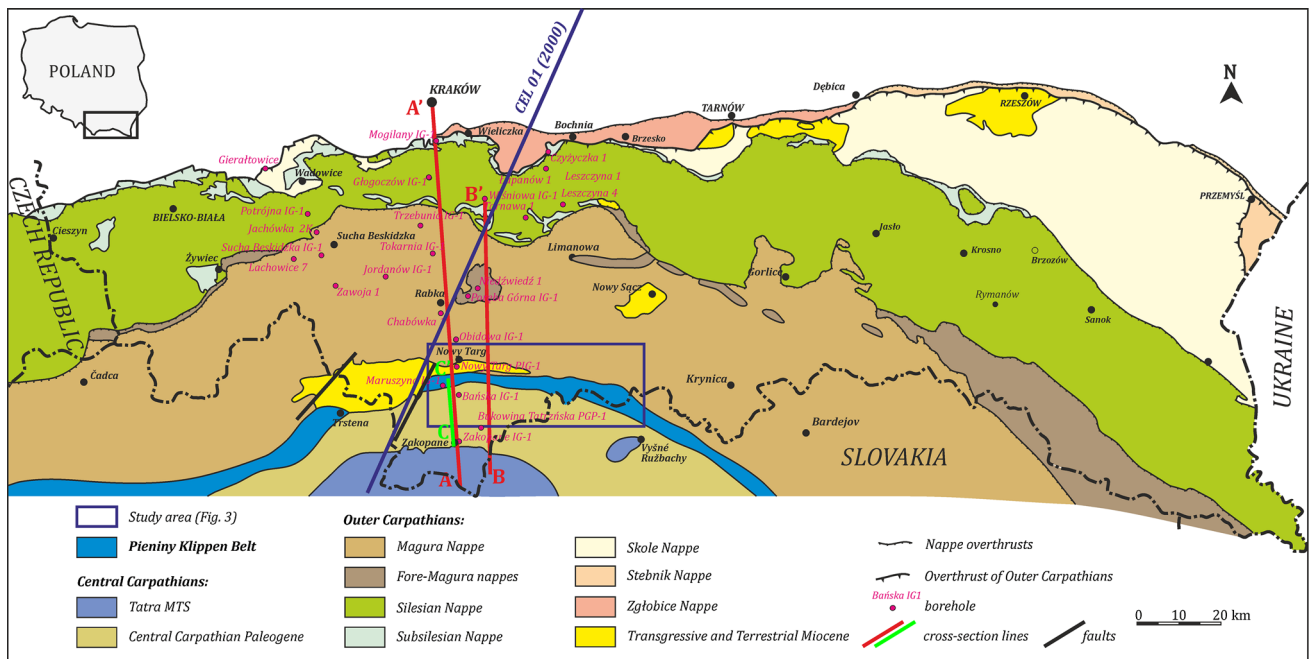 POLAND
KRAKÓW
A'
CEL 01 (2000)
N
Dębica
TARNÓW
RZESZÓW
Mogilany IG-1
Wieliczka
Bochnia
Brzesko
Gierałtowice
Wadowice
Głogoczów IG-1
Czyżyczka 1
Łapanów 1
Leszczyna 1
B'
Wiśniowa IG-1
Leszczyna 4
PRZEMYŚL
CZECH REPUBLIC
BIELSKO-BIAŁA
Potrójna IG-1
Trzebunia IG-1
Cieszyn
Jachówka 2k
Sucha Beskidzka
Jasło
Sucha Beskidzka IG-1
Tokarnia IG-1
Limanowa
Krosno
Brzozów
Żywiec
Lachowice 7
Jordanów IG-1
Gorlice
Zawoja 1
Niedźwiedź 1
Nowy Sącz
Rabka
Poręba Górna IG-1
Rymanów
Chabówka
Sanok
Obidowa IG-1
UKRAINE
Nowy Targ
C'
Nowy Targ PIG-1
Čadca
Maruszyna
Krynica
Bańska IG-1
Trstena
Bukowina Tatrzńska PGP-1
Bardejov
C
Zakopane
Zakopane IG-1
Vyšné
Ružbachy
SLOVAKIA
A
B
Study area (Fig. 3)
Pieniny Klippen Belt
Central Carpathians:
Tatra MTS
Central Carpathian Paleogene
Outer Carpathians:
Magura Nappe
Fore-Magura nappes
Silesian Nappe
Subsilesian Nappe
Skole Nappe
Stebnik Nappe
Zgłobice Nappe
Transgressive and Terrestrial Miocene
Nappe overthrusts
Overthrust of Outer Carpathians
Bańska IG1
borehole
cross-section lines
faults
0 10 20 km